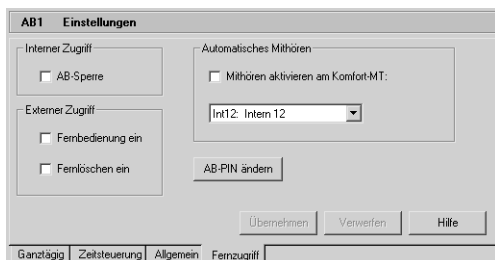 AB1 Einstellungen
Interner Zugriff
AB-Sperre
Externer Zugriff
Fernbedienung ein
Fernlöschen ein
Automatisches Mithören
Mithören aktivieren am Komfort-MT:
Int12: Intern 12
AB-PIN ändern
Übernehmen Verwerfen Hilfe
Ganztägig Zeitsteuerung Allgemein Fernzugriff